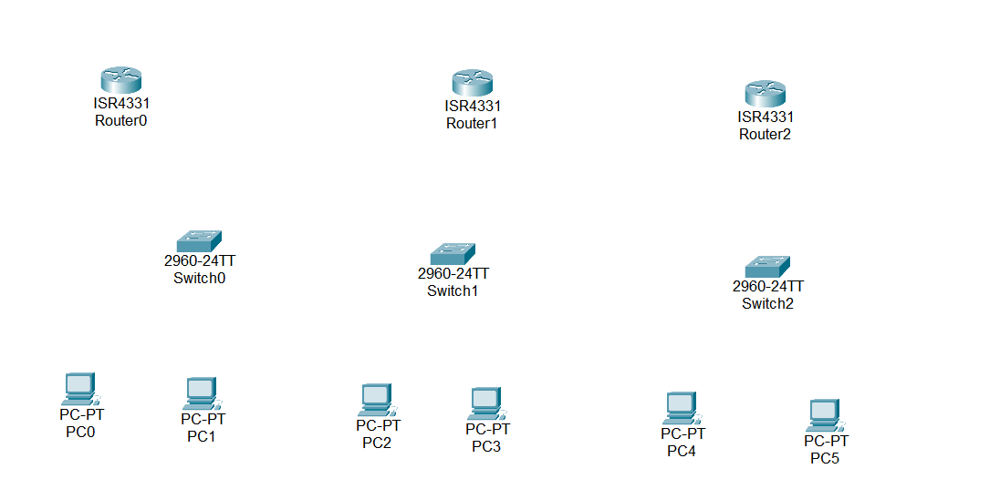 ISR4331
Router0
ISR4331
Router1
ISR4331
Router2
2960-24TT
Switch0
2960-24TT
Switch1
2960-24TT
Switch2
PC-PT
PC0
PC-PT
PC1
PC-PT
PC2
PC-PT
PC3
PC-PT
PC4
PC-PT
PC5